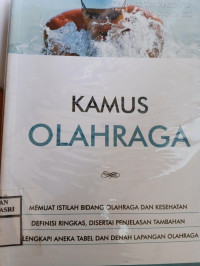 KAMUS
OLAHRAGA
MEMUAT ISTILAH BIDANG OLAHRAGA DAN KESEHATAN
DEFINISI RINGKAS, DISERTAI PENJELASAN TAMBAHAN
LENGKAPI ANEKA TABEL DAN DENAH LAPANGAN OLAHRAGA